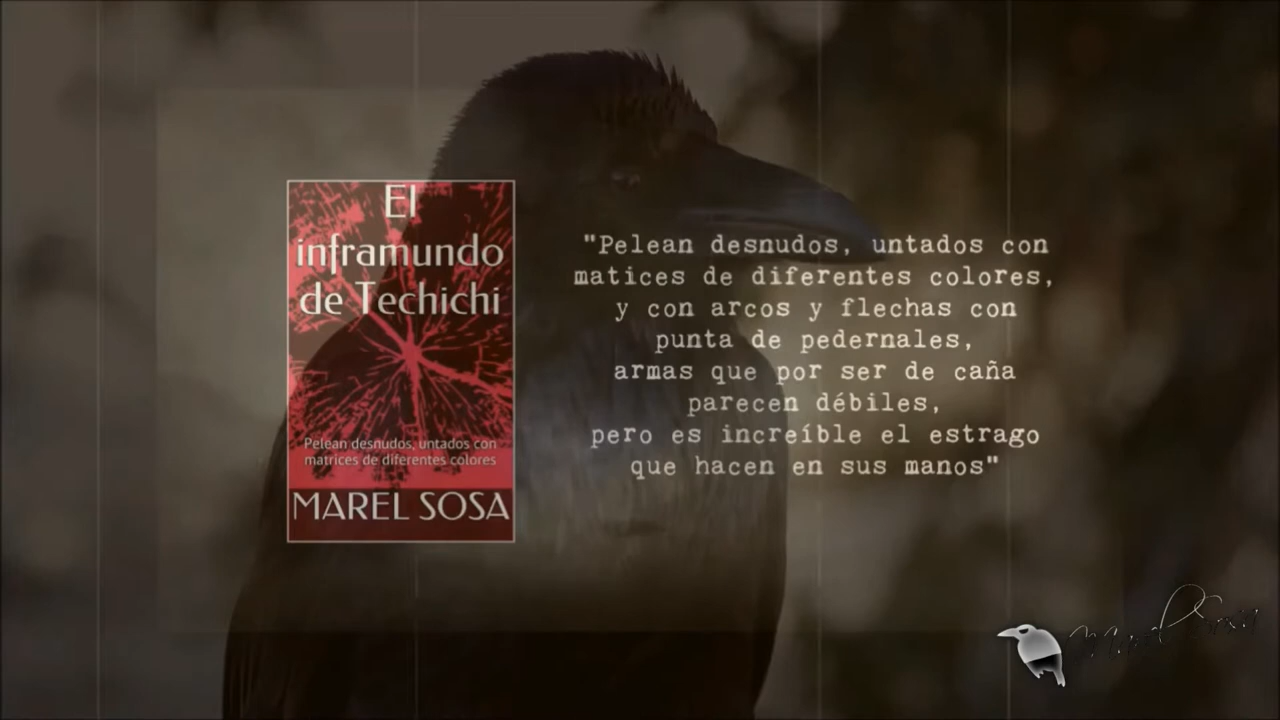 El
inframundo
de Techichi
Pelean desnudos, untados con
matrices de diferentes colores
MAREL SOSA
"Pelean desnudos, untados con
matices de diferentes colores,
y con arcos y flechas con
punta de pedernales,
armas que por ser de caña
parecen débiles,
pero es increíble el estrago
que hacen en sus manos"
Marel Sosa